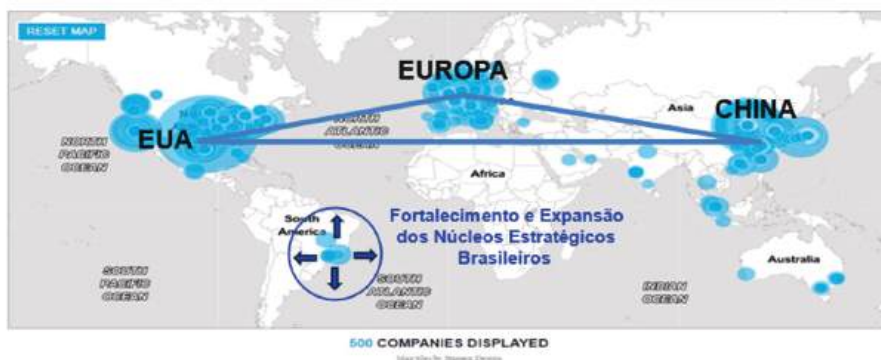 RESET MAP
EUROPA
Asia
CHINA
NORTH
ATLANTIC
OCEAN
EUA
NORTH
PACIFIC
OCEAN
Africa
South
America
Fortalecimento e Expansão
dos Núcleos Estratégicos
Brasileiros
SOUTH
PACIFIC
OCEAN
SOUTH
ATLANTIC
OCEAN
INDIAN
OCEAN
Australia
500 COMPANIES DISPLAYED